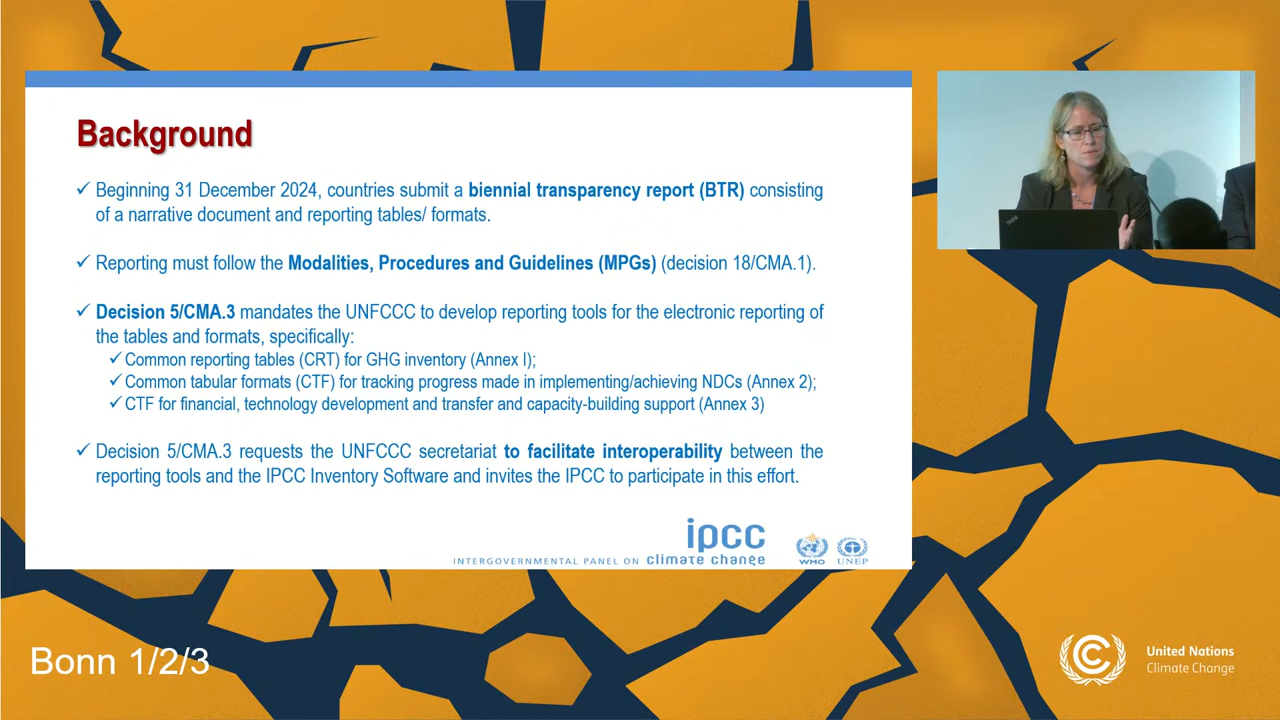 Background
✓ Beginning 31 December 2024, countries submit a biennial transparency report (BTR) consisting
of a narrative document and reporting tables/ formats.
✓ Reporting must follow the Modalities, Procedures and Guidelines (MPGs) (decision 18/CMA.1).
✓ Decision 5/CMA.3 mandates the UNFCCC to develop reporting tools for the electronic reporting of
the tables and formats, specifically:
✓ Common reporting tables (CRT) for GHG inventory (Annex I);
✓ Common tabular formats (CTF) for tracking progress made in implementing/achieving NDCs (Annex 2);
✓ CTF for financial, technology development and transfer and capacity-building support (Annex 3)
✓ Decision 5/CMA.3 requests the UNFCCC secretariat to facilitate interoperability between the
reporting tools and the IPCC Inventory Software and invites the IPCC to participate in this effort.
ipcc
INTERGOVERNMENTAL PANEL ON climate change
WMO UNEP
Bonn 1/2/3
United Nations
Climate Change